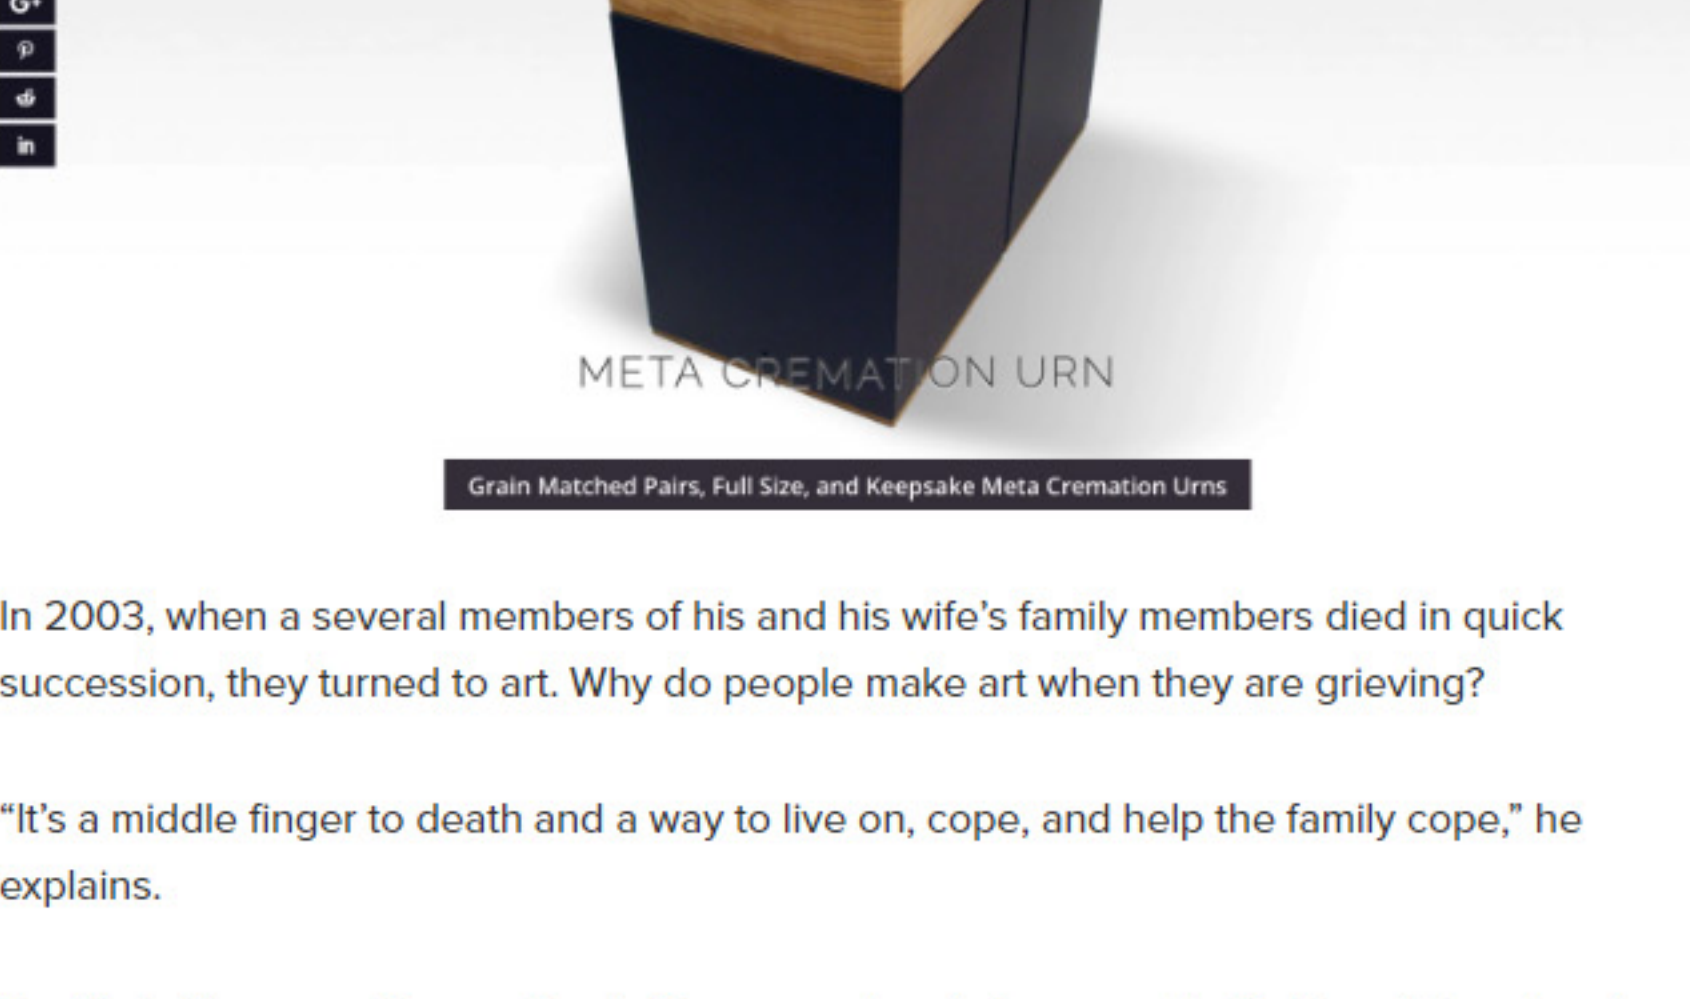 G+
in
META CREMATION URN
Grain Matched Pairs, Full Size, and Keepsake Meta Cremation Urns
In 2003, when a several members of his and his wife’s family members died in quick
succession, they turned to art. Why do people make art when they are grieving?
“It’s a middle finger to death and a way to live on, cope, and help the family cope,” he
explains.